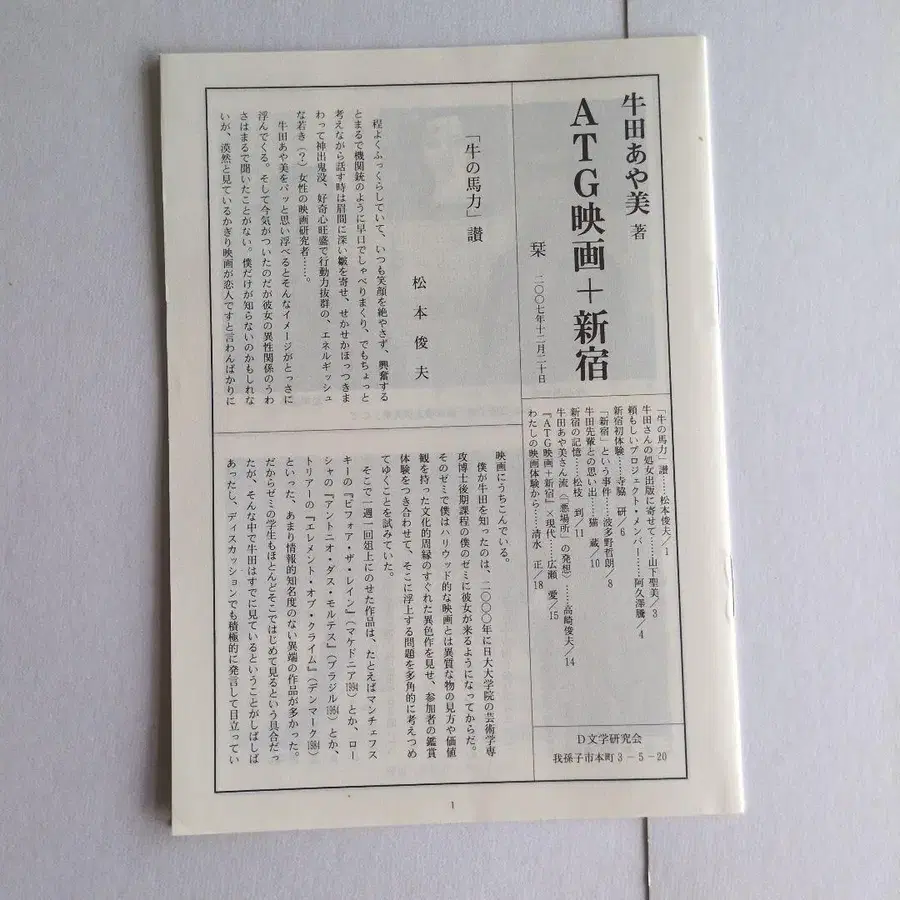 牛田あや美 著
ATG映画＋新宿
栞 二〇〇七年十二月二十日
「牛の馬力」讃……松本俊夫／1
牛田さんの処女出版に寄せて……山下聖美／3
頼もしいプロジェクト・メンバー……阿久澤騰／4
新宿初体験……寺脇 研／6
「新宿」という事件……波多野哲朗／8
牛田先輩との思い出……猫 蔵／10
新宿の記憶……松枝 到／11
牛田あや美さん流（「悪場所」の発想）……高崎俊夫／14
『ATG映画＋新宿』×現代……広瀬 愛／15
わたしの映画体験から……清水 正／18
D文学研究会
我孫子市本町3－5－20
「牛の馬力」讃
松本俊夫
程よくふっくらしていて、いつも笑顔を絶やさず、興奮する
とまるで機関銃のように早口でしゃべりまくり、でもちょっと
考えながら話す時は眉間に深い皺を寄せ、せかせかほっつきま
わって神出鬼没、好奇心旺盛で行動力抜群の、エネルギッシュ
な若き（？）女性の映画研究者……。
牛田あや美をパッと思い浮べるとそんなイメージがとっさに
浮んでくる。そして今気がついたのだが彼女の異性関係のうわ
さはまるで聞いたことがない。僕だけが知らないのかもしれな
いが、漠然と見ているかぎり映画が恋人ですと言わんばかりに
映画にうちこんでいる。
僕が牛田を知ったのは、二〇〇〇年に日大大学院の芸術学専
攻博士後期課程の僕のゼミに彼女が来るようになってからだ。
そのゼミで僕はハリウッド的な映画とは異質な物の見方や価値
観を持った文化的周縁のすぐれた異色作を見せ、参加者の鑑賞
体験をつき合わせて、そこに浮上する問題を多角的に考えつめ
てゆくことを試みていた。
そこで一週一回俎上にのせた作品は、たとえばマンチェフス
キーの『ビフォア・ザ・レイン』（マケドニア1994）とか、ロー
シャの『アントニオ・ダス・モルテス』（ブラジル1964）とか、
トリアーの『エレメント・オブ・クライム』（デンマーク1984）
といった、あまり情報的知名度のない異端の作品が多かった。
だからゼミの学生もほとんどそこではじめて見るという具合だっ
たが、そんな中で牛田はすでに見ているということがしばしば
あったし、ディスカッションでも積極的に発言して目立ってい
1